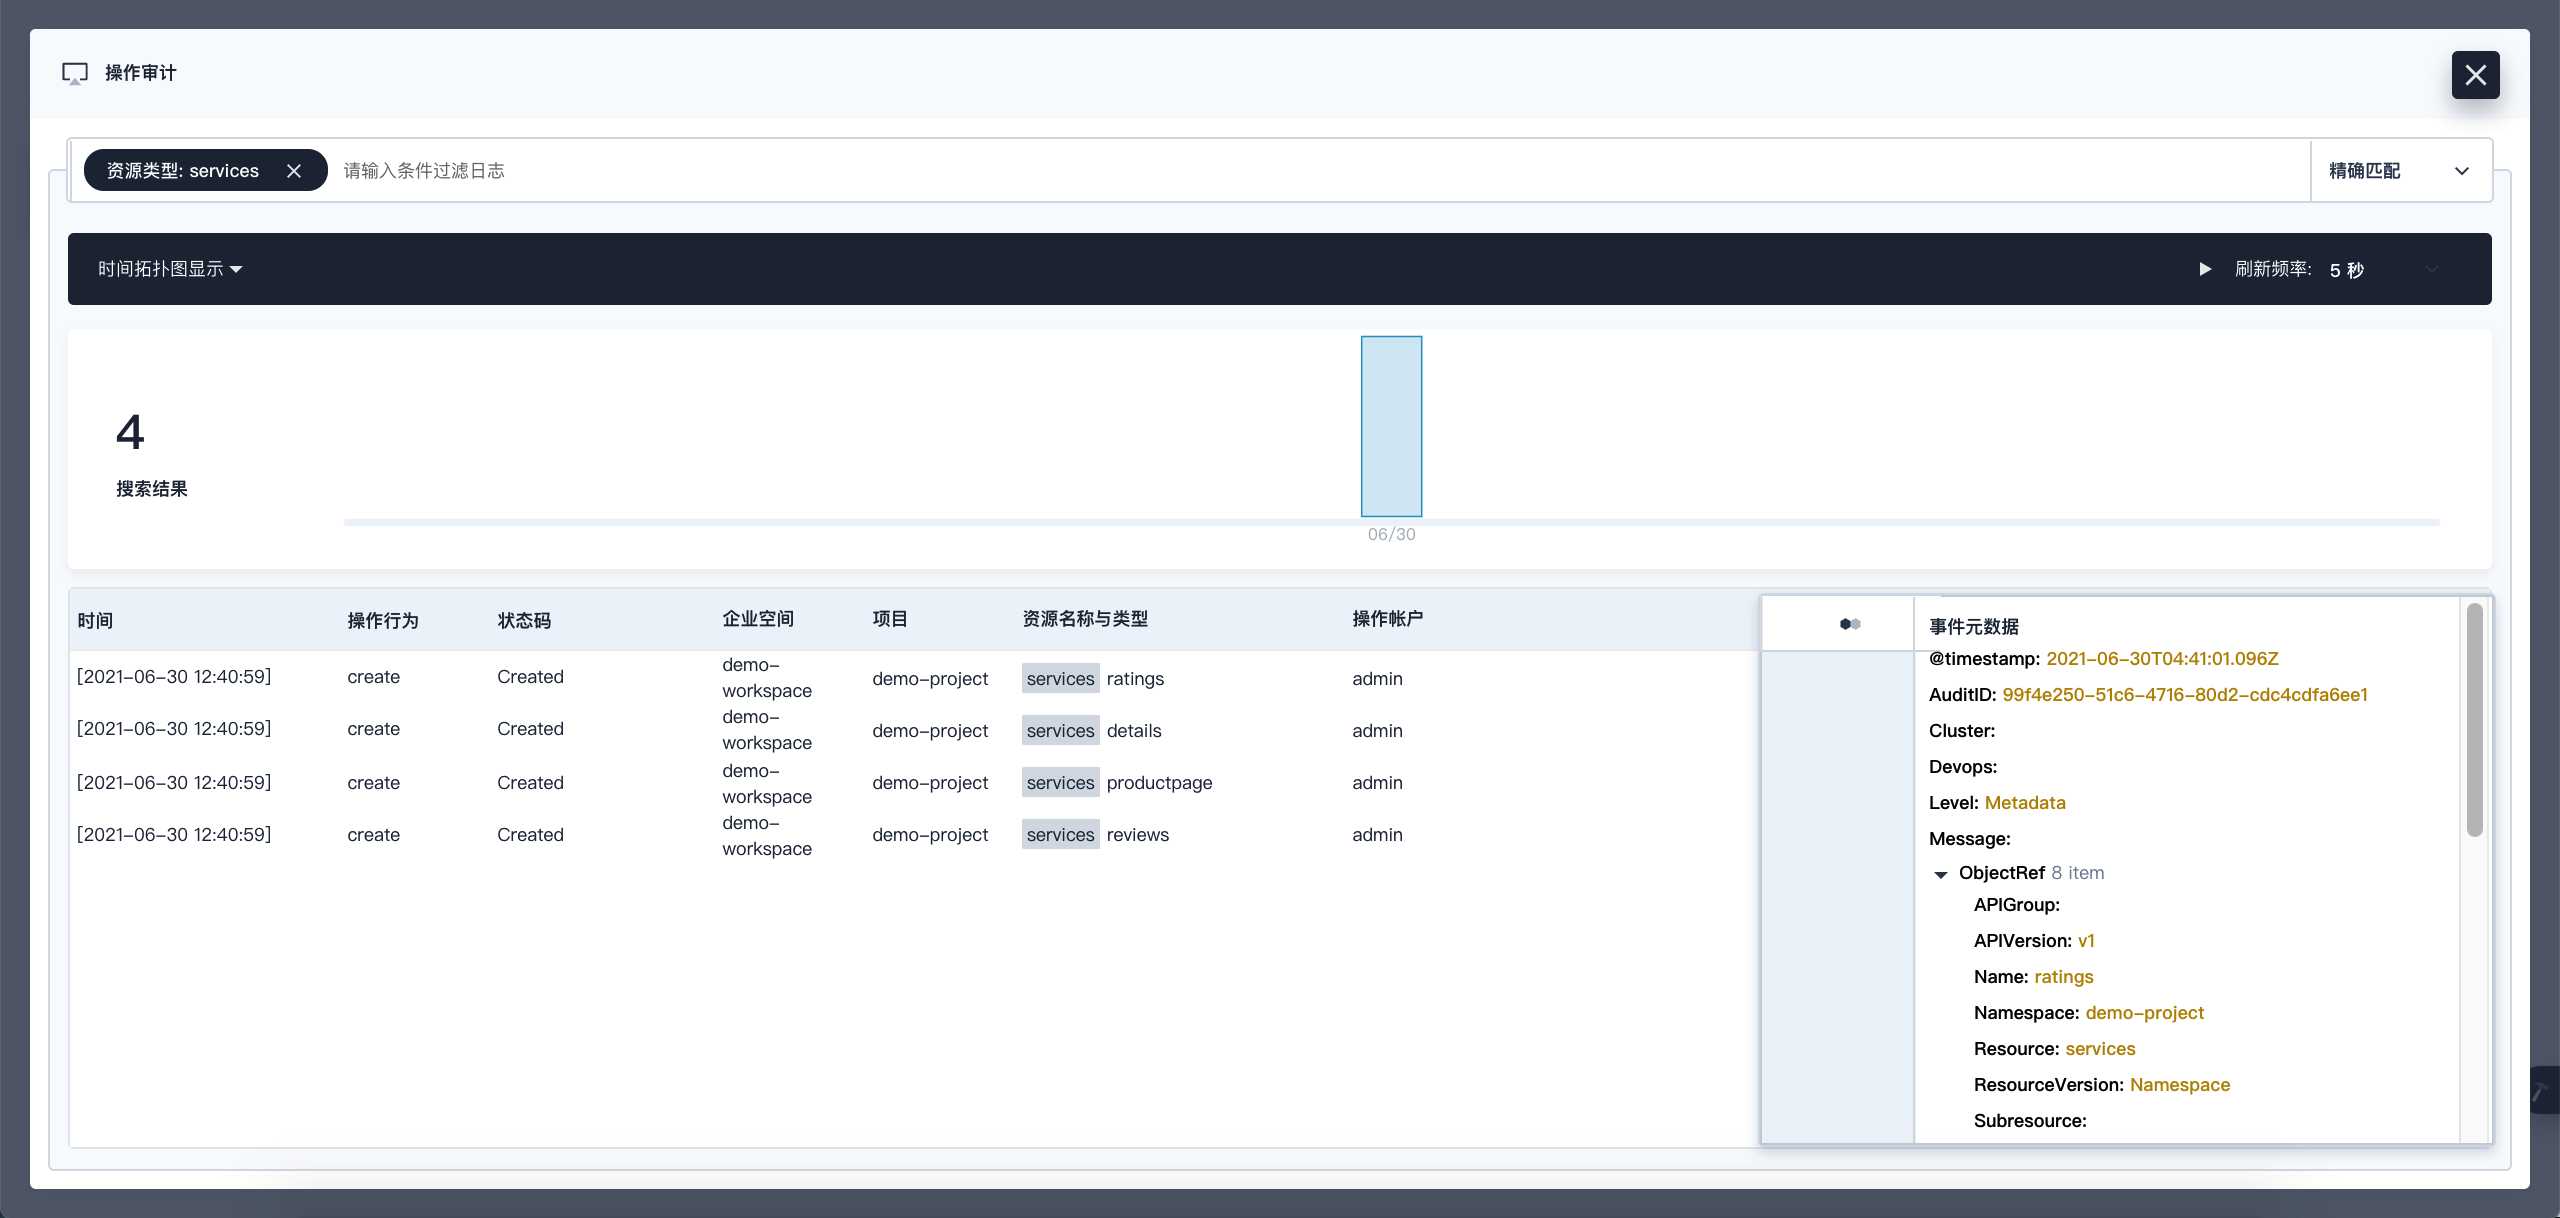 操作审计
资源类型: services
请输入条件过滤日志
精确匹配
时间拓扑图显示
刷新频率: 5 秒
4
搜索结果
06/30
时间 操作行为 状态码 企业空间 项目 资源名称与类型 操作帐户
[2021-06-30 12:40:59] create Created demo-workspace demo-project services ratings admin
[2021-06-30 12:40:59] create Created demo-workspace demo-project services details admin
[2021-06-30 12:40:59] create Created demo-workspace demo-project services productpage admin
[2021-06-30 12:40:59] create Created demo-workspace demo-project services reviews admin
事件元数据
@timestamp: 2021-06-30T04:41:01.096Z
AuditID: 99f4e250-51c6-4716-80d2-cdc4cdfa6ee1
Cluster:
Devops:
Level: Metadata
Message:
ObjectRef 8 item
APIGroup:
APIVersion: v1
Name: ratings
Namespace: demo-project
Resource: services
ResourceVersion: Namespace
Subresource: